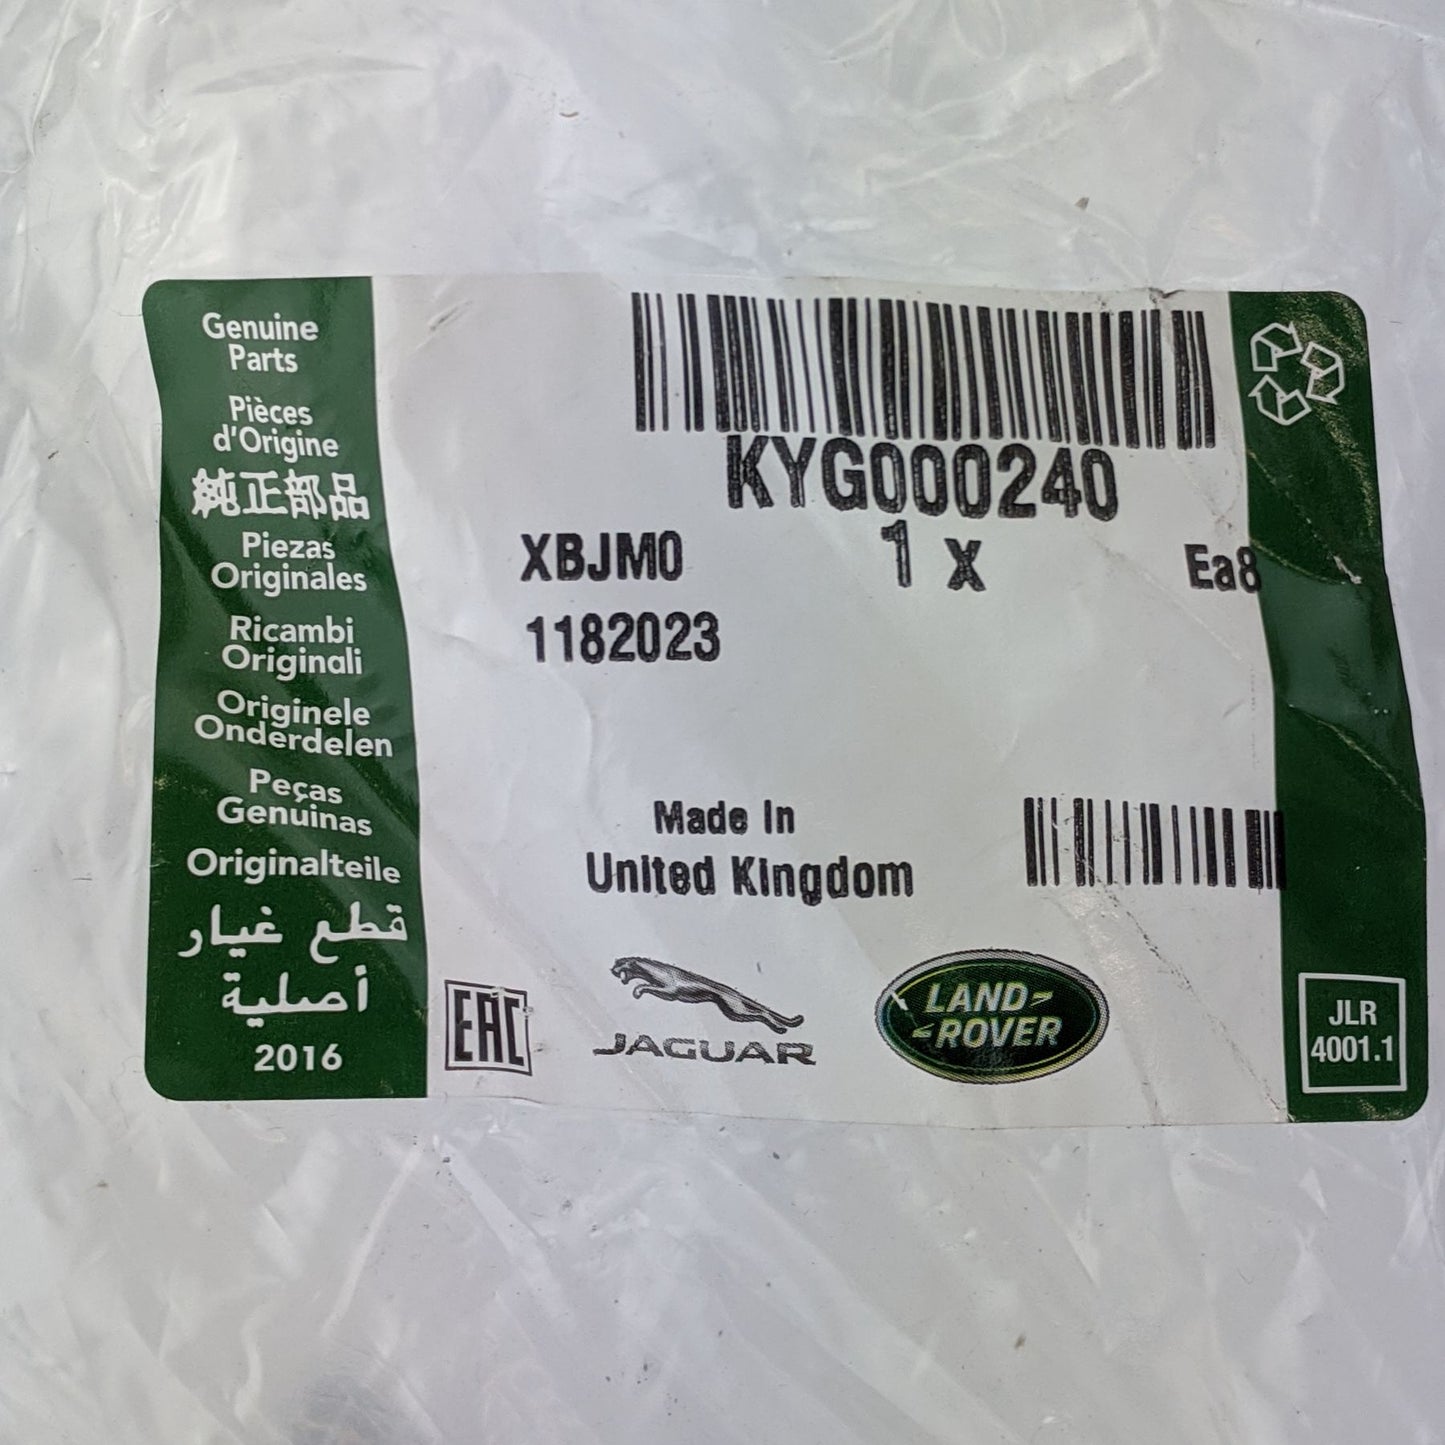 Genuine
Parts
Pièces
d'Origine
純正部品
Piezas
Originales
Ricambi
Originali
Originele
Onderdelen
Peças
Genuinas
Originalteile
قطع غيار
أصلية
2016
KYG000240
XBJM0 1 x Ea8
1182023
Made In
United Kingdom
EAC
JAGUAR
LAND-
-ROVER
JLR
4001.1